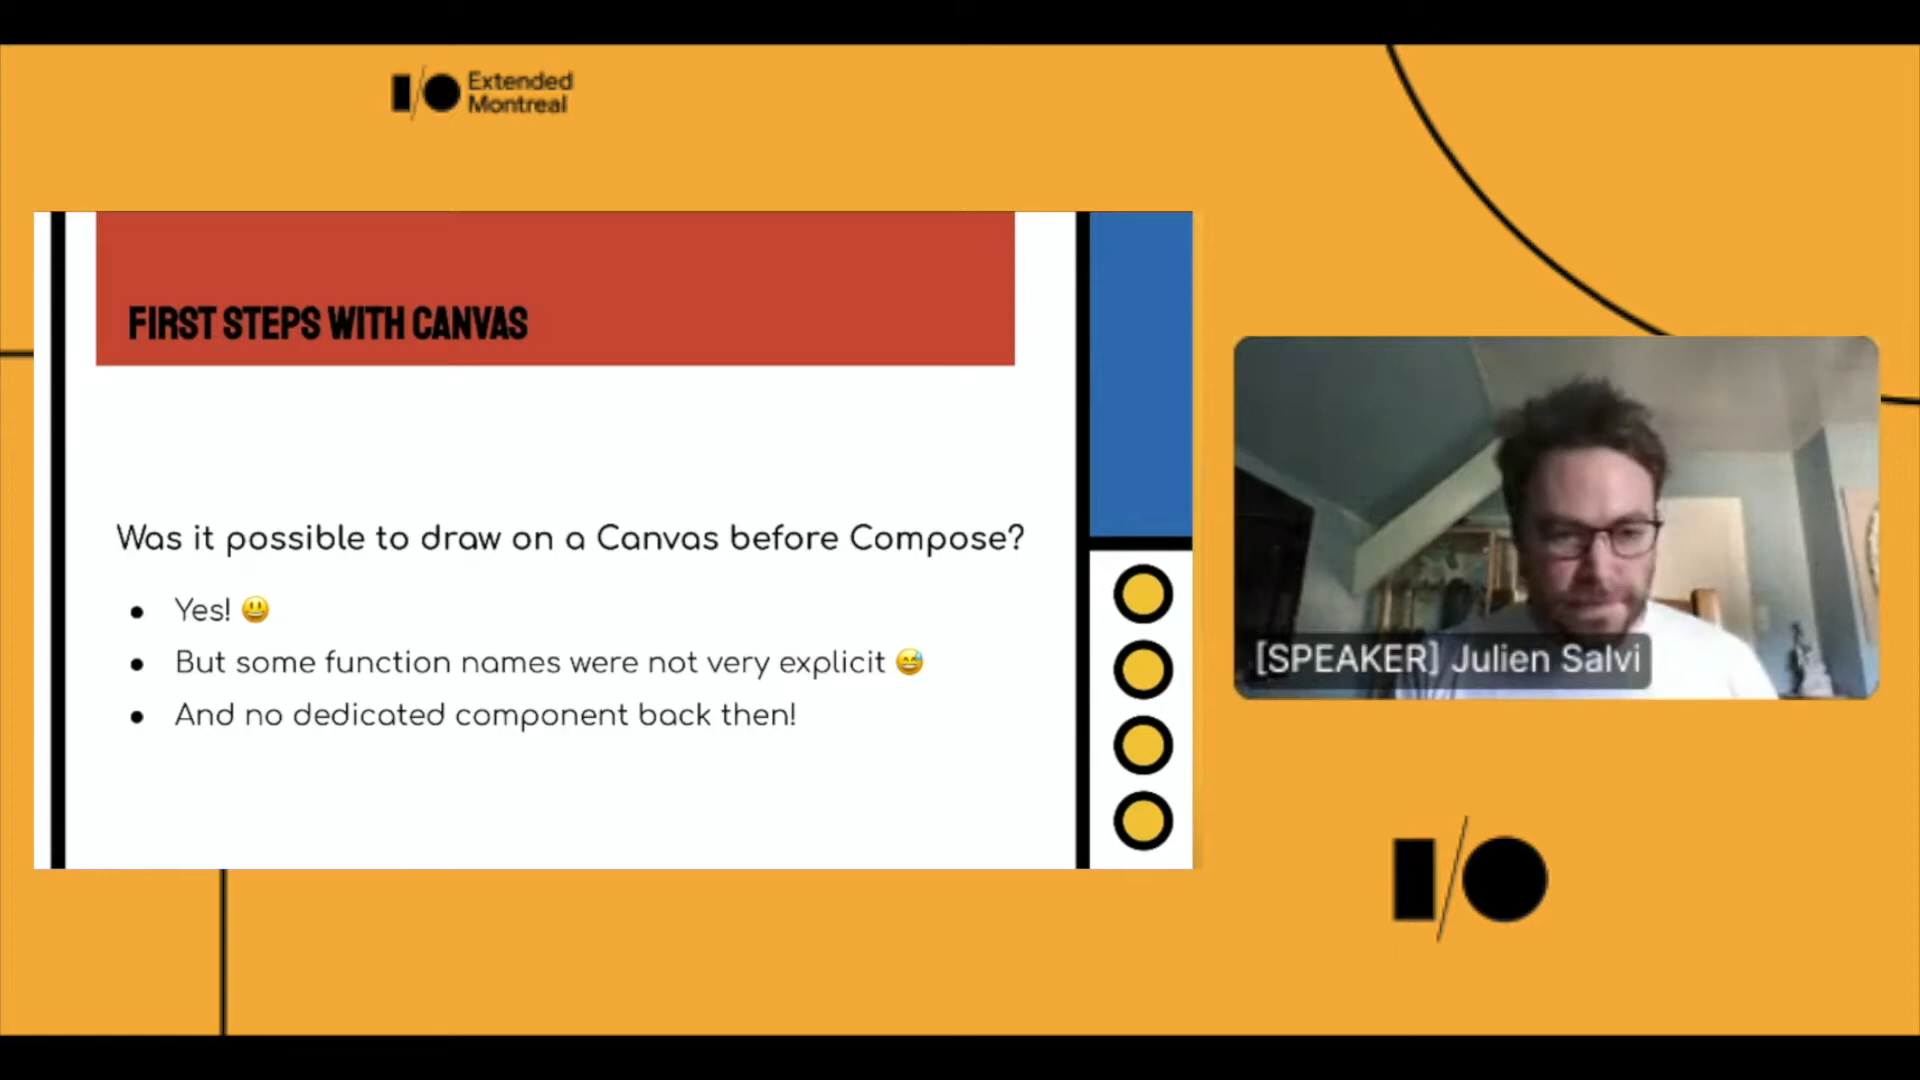 Extended
Montreal
FIRST STEPS WITH CANVAS
Was it possible to draw on a Canvas before Compose?
● Yes! 😃
● But some function names were not very explicit 😅
● And no dedicated component back then!
[SPEAKER] Julien Salvi
I/O